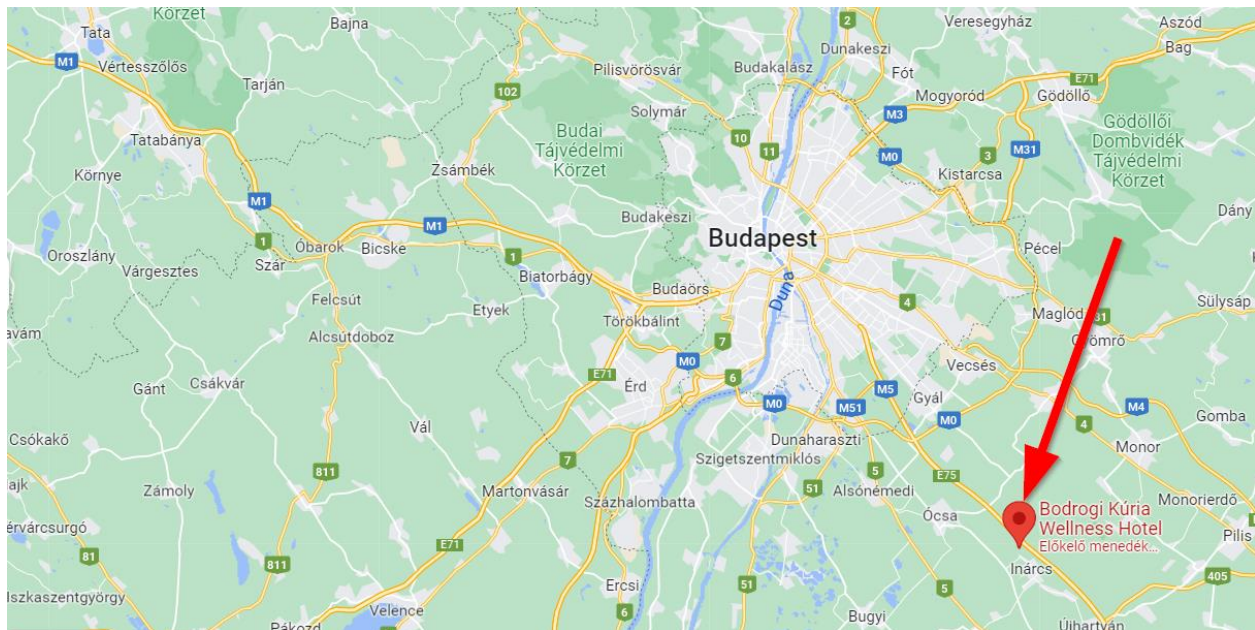 Körzet
Bajna
Veresegyház
Aszód
Tata
2
Dunakeszi
Bag
M1
Vértesszőlős
Pilisvörösvár
Budakalász
Fót
E71
Tarján
102
Mogyoród
Gödöllő
Solymár
M3
Tatabánya
Budai
Tájvédelmi
Körzet
10
11
M0
3
M31
Gödöllői
Dombvidék
Tájvédelmi
Körzet
Környe
Zsámbék
Kistarcsa
M1
M1
Budakeszi
Dány
1
Óbarok
Bicske
Budapest
Pécel
Oroszlány
Várgesztes
Szár
1
Biatorbágy
Budaörs
Duna
4
Felcsút
Etyek
Sülysáp
Alcsútdoboz
Törökbálint
Maglód
31
Gyömrő
avám
7
M0
Vecsés
Gánt
Csákvár
E71
Érd
6
M5
Gyál
M0
M51
M0
M4
Gomba
Csókakő
Vál
Dunaharaszti
4
Monor
7
Szigetszentmiklós
811
5
E75
ajk
Zámoly
Martonvásár
Százhalombatta
51
Alsónémedi
Monorierdő
Ócsa
Bodrogi Kúria
Wellness Hotel
Előkelő menedék...
érvárcsurgó
E71
Pilis
81
811
Inárcs
Ercsi
51
5
405
Iszkaszentgyörgy
Velence
6
Bugyi
Pákozd
Újhartyán